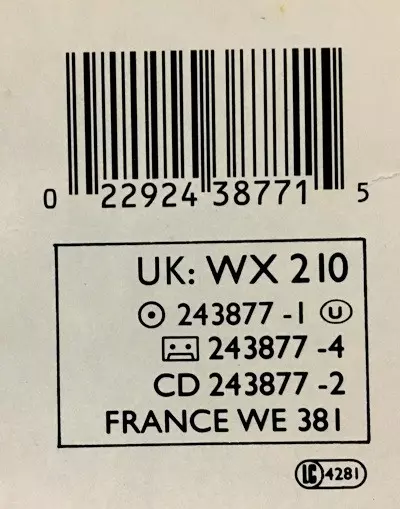 0 22924 38771 5
UK: WX 210
243877 -1 U
243877 -4
CD 243877 -2
FRANCE WE 381
LC 4281